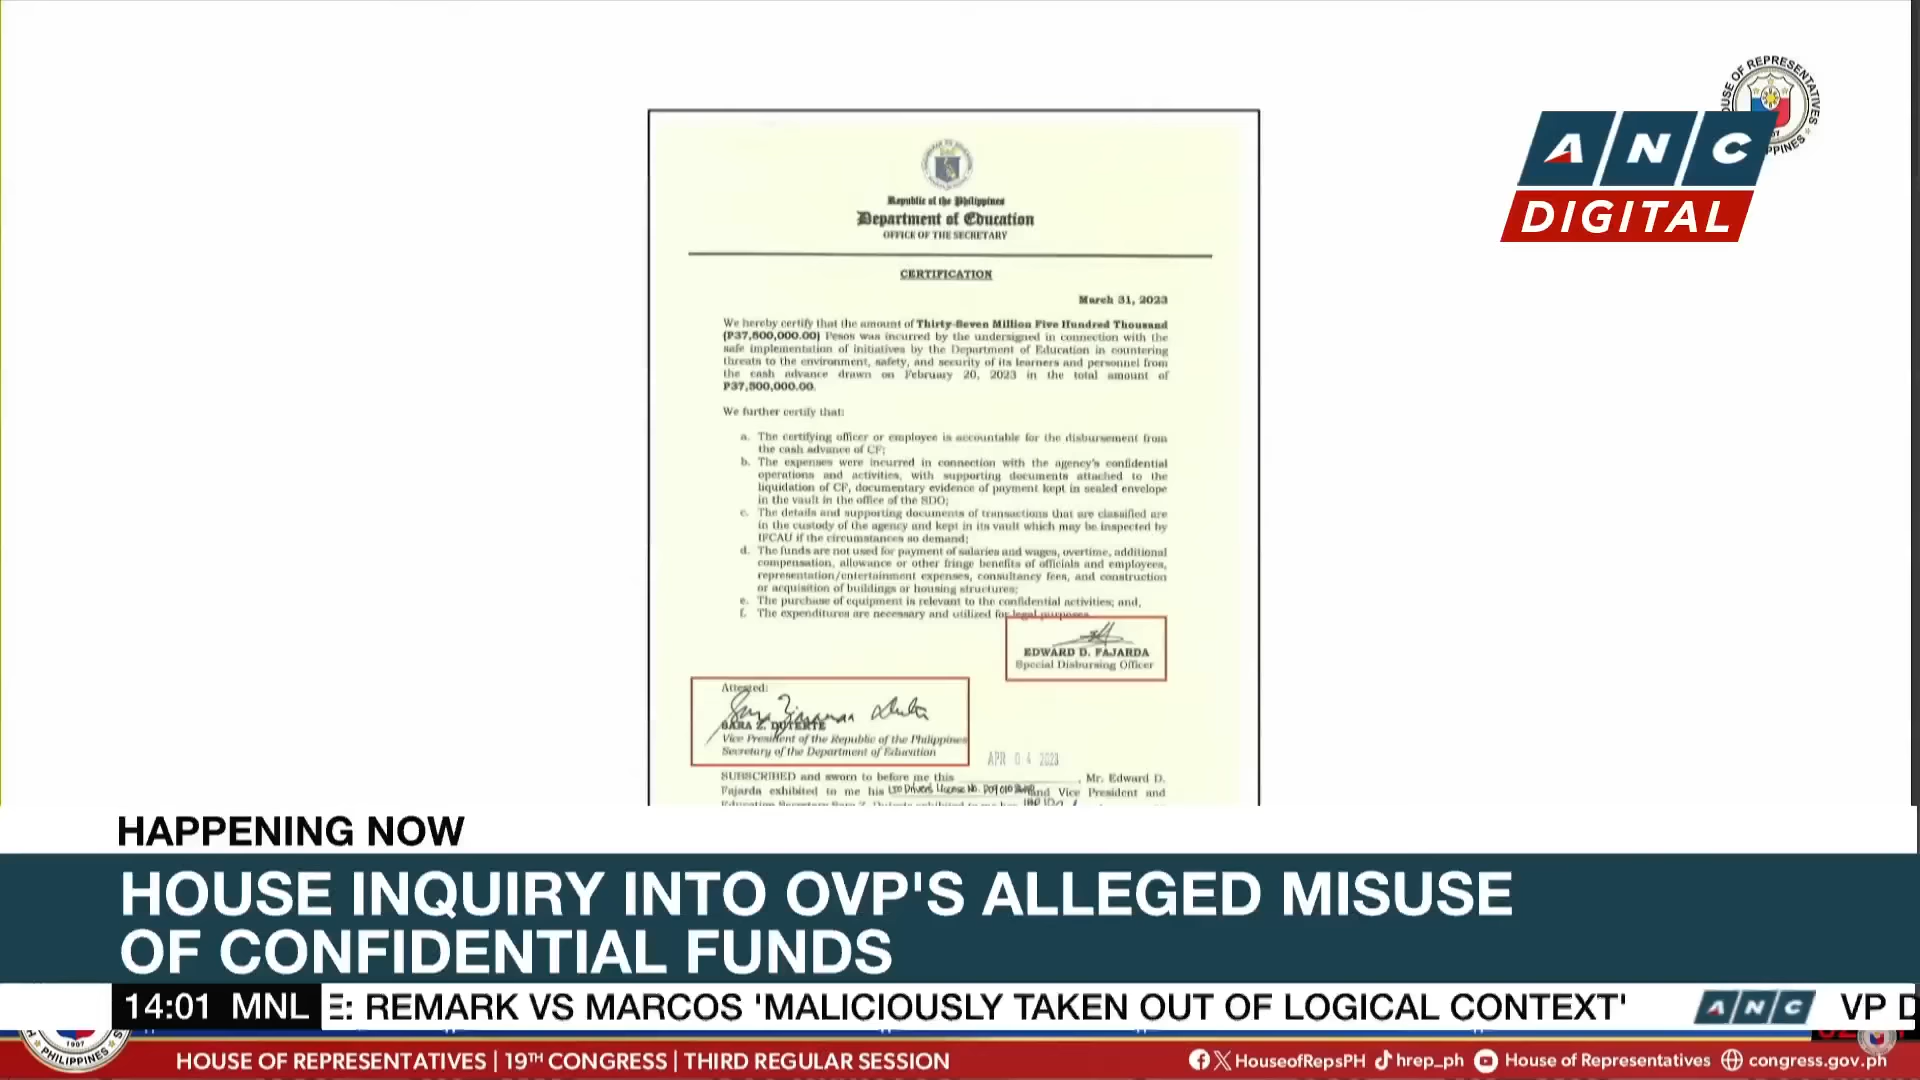 HOUSE OF REPRESENTATIVES
PPINES
ANC
DIGITAL
Republic of the Philippines
Department of Education
OFFICE OF THE SECRETARY
CERTIFICATION
March 31, 2023
We hereby certify that the amount of Thirty-Seven Million Five Hundred Thousand
(P37,500,000.00) Pesos was incurred by the undersigned in connection with the
safe implementation of initiatives by the Department of Education in countering
threats to the environment, safety, and security of its learners and personnel from
the cash advance drawn on February 20, 2023 in the total amount of
P37,500,000.00.
We further certify that:
a. The certifying officer or employee is accountable for the disbursement from
the cash advance of CF;
b. The expenses were incurred in connection with the agency's confidential
operations and activities, with supporting documents attached to the
liquidation of CF, documentary evidence of payment kept in sealed envelope
in the vault in the office of the SDO;
c. The details and supporting documents of transactions that are classified are
in the custody of the agency and kept in its vault which may be inspected by
IFCAU if the circumstances so demand;
d. The funds are not used for payment of salaries and wages, overtime, additional
compensation, allowance or other fringe benefits of officials and employees,
representation/entertainment expenses, consultancy fees, and construction
or acquisition of buildings or housing structures;
e. The purchase of equipment is relevant to the confidential activities; and,
f. The expenditures are necessary and utilized for legal purposes.
EDWARD D. FAJARDA
Special Disbursing Officer
Attested:
SARA Z. DUTERTE
Vice President of the Republic of the Philippines
Secretary of the Department of Education
APR 04 2023
SUBSCRIBED and sworn to before me this ____________, Mr. Edward D.
Fajarda exhibited to me his LTO Drivers License No. and Vice President and
HAPPENING NOW
HOUSE INQUIRY INTO OVP'S ALLEGED MISUSE
OF CONFIDENTIAL FUNDS
14:01 MNL E: REMARK VS MARCOS 'MALICIOUSLY TAKEN OUT OF LOGICAL CONTEXT' ANC VP D
1907
PHILIPPINES
HOUSE OF REPRESENTATIVES | 19TH CONGRESS | THIRD REGULAR SESSION HouseofRepsPH hrep_ph House of Representatives congress.gov.ph